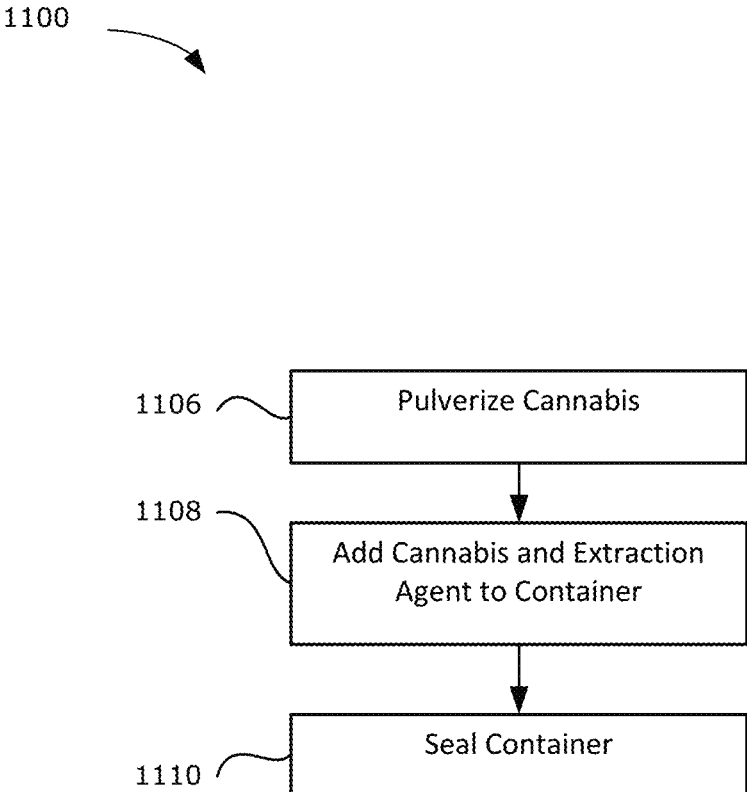 1100
1106
Pulverize Cannabis
1108
Add Cannabis and Extraction
Agent to Container
Seal Container
1110